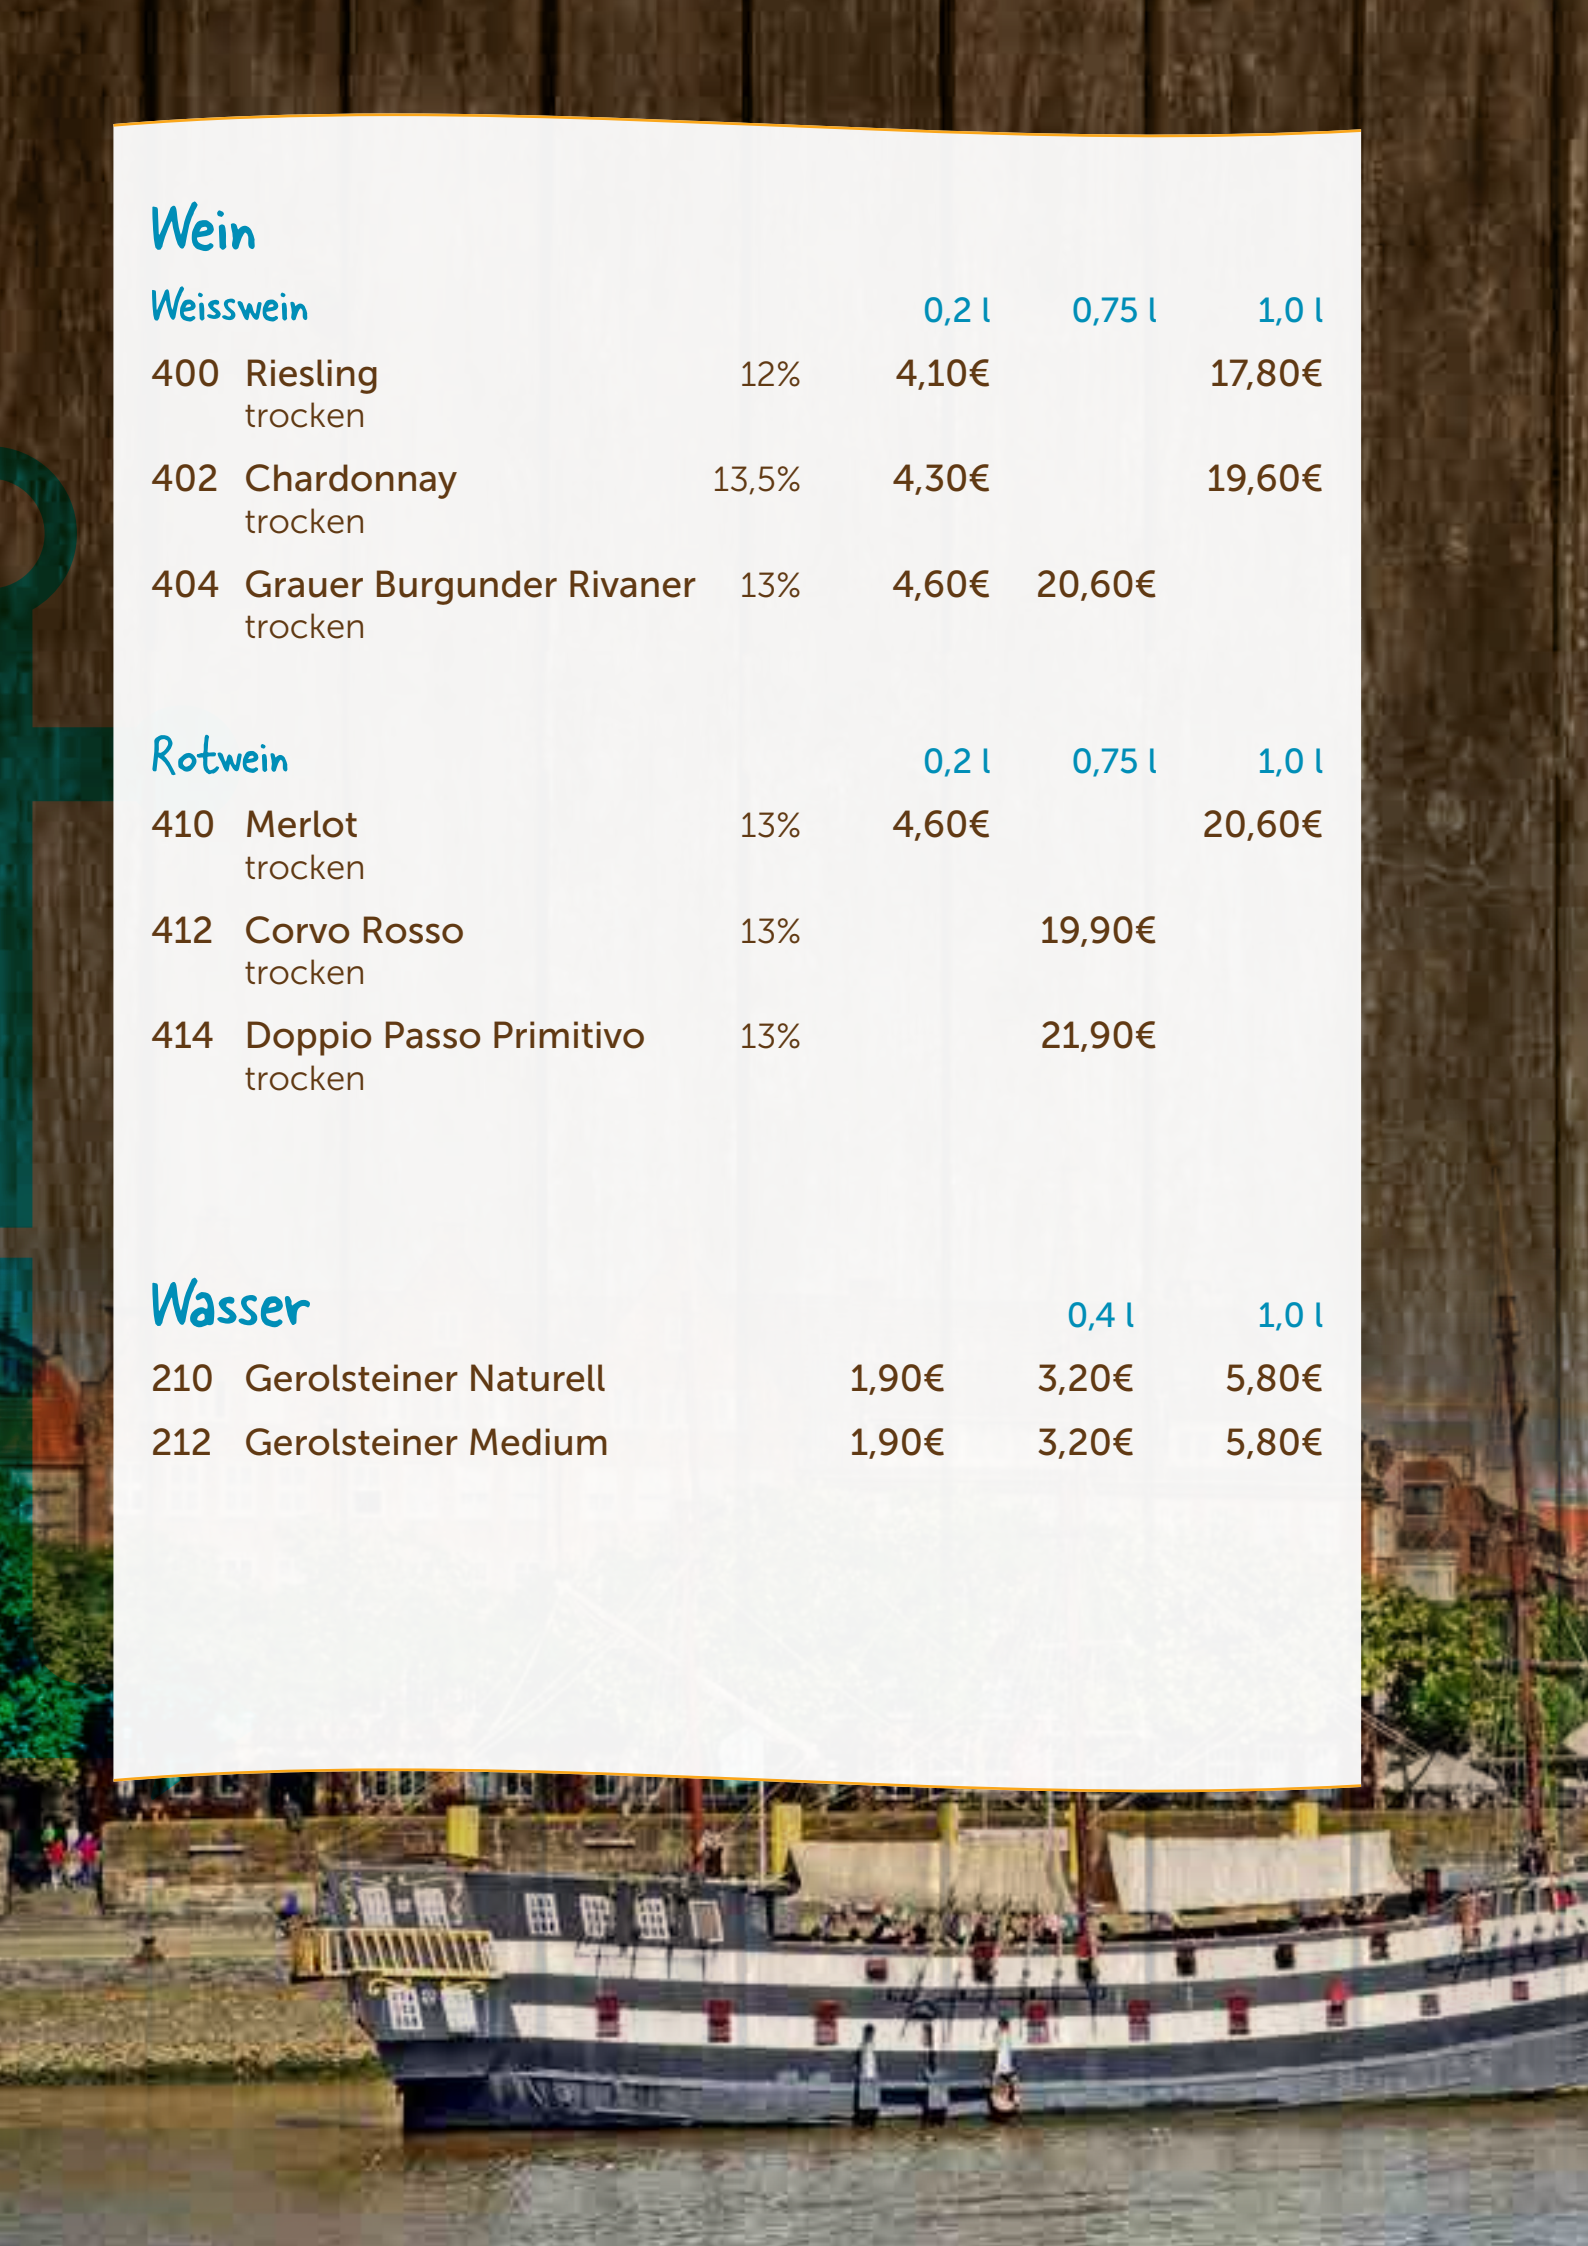 Wein
Weisswein 0,2 l 0,75 l 1,0 l
400 Riesling 12% 4,10€ 17,80€
trocken
402 Chardonnay 13,5% 4,30€ 19,60€
trocken
404 Grauer Burgunder Rivaner 13% 4,60€ 20,60€
trocken
Rotwein 0,2 l 0,75 l 1,0 l
410 Merlot 13% 4,60€ 20,60€
trocken
412 Corvo Rosso 13% 19,90€
trocken
414 Doppio Passo Primitivo 13% 21,90€
trocken
Wasser 0,4 l 1,0 l
210 Gerolsteiner Naturell 1,90€ 3,20€ 5,80€
212 Gerolsteiner Medium 1,90€ 3,20€ 5,80€